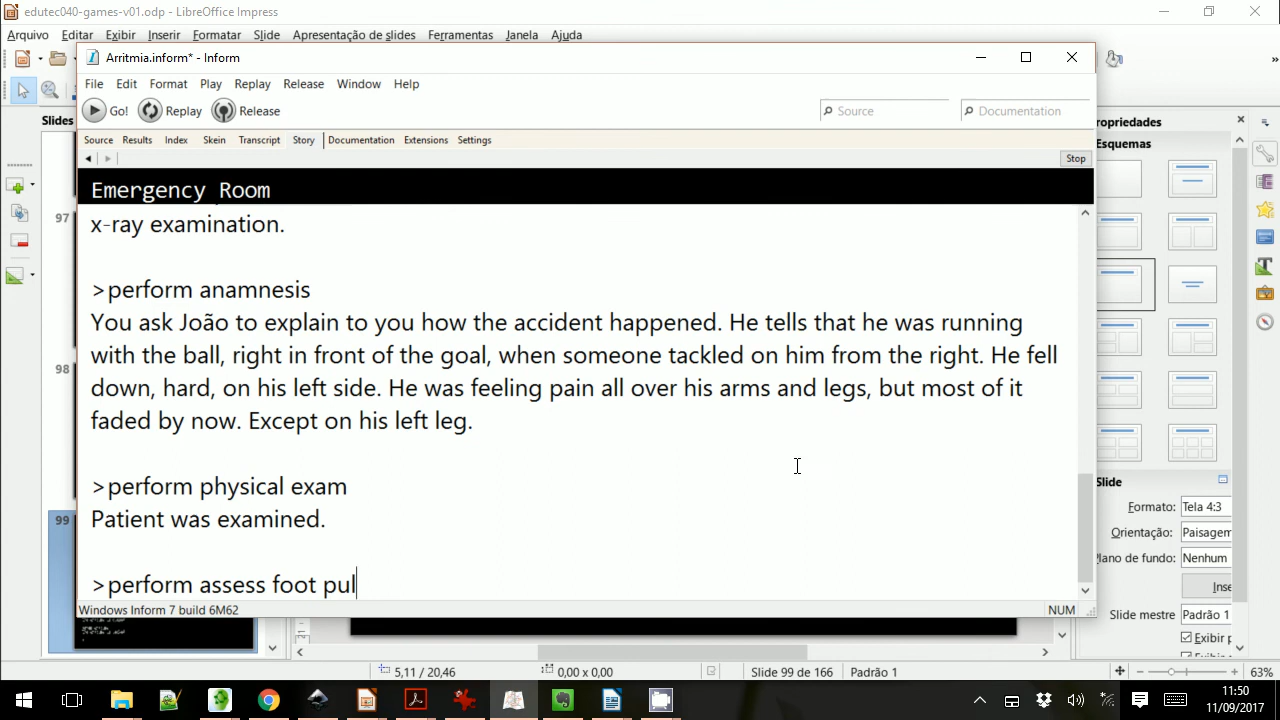 edutec040-games-v01.odp - LibreOffice Impress
Arquivo Editar Exibir Inserir Formatar Slide Apresentação de slides Ferramentas Janela Ajuda
Arritmia.inform* - Inform
File Edit Format Play Replay Release Window Help
Go! Replay Release Source Documentation
Slides
Source Results Index Skein Transcript Story Documentation Extensions Settings
ropriedades
Esquemas
Stop
Emergency Room
x-ray examination.
97
>perform anamnesis
You ask João to explain to you how the accident happened. He tells that he was running
with the ball, right in front of the goal, when someone tackled on him from the right. He fell
98
down, hard, on his left side. He was feeling pain all over his arms and legs, but most of it
faded by now. Except on his left leg.
>perform physical exam
Patient was examined.
99
>perform assess foot pul
Windows Inform 7 build 6M62
NUM
Slide
Formato: Tela 4:3
Orientação: Paisagem
lano de fundo: Nenhum
Inse
Slide mestre Padrão 1
Exibir
5,11 / 20,46 0,00 x 0,00 Slide 99 de 166 Padrão 1 63%
11:50
11/09/2017